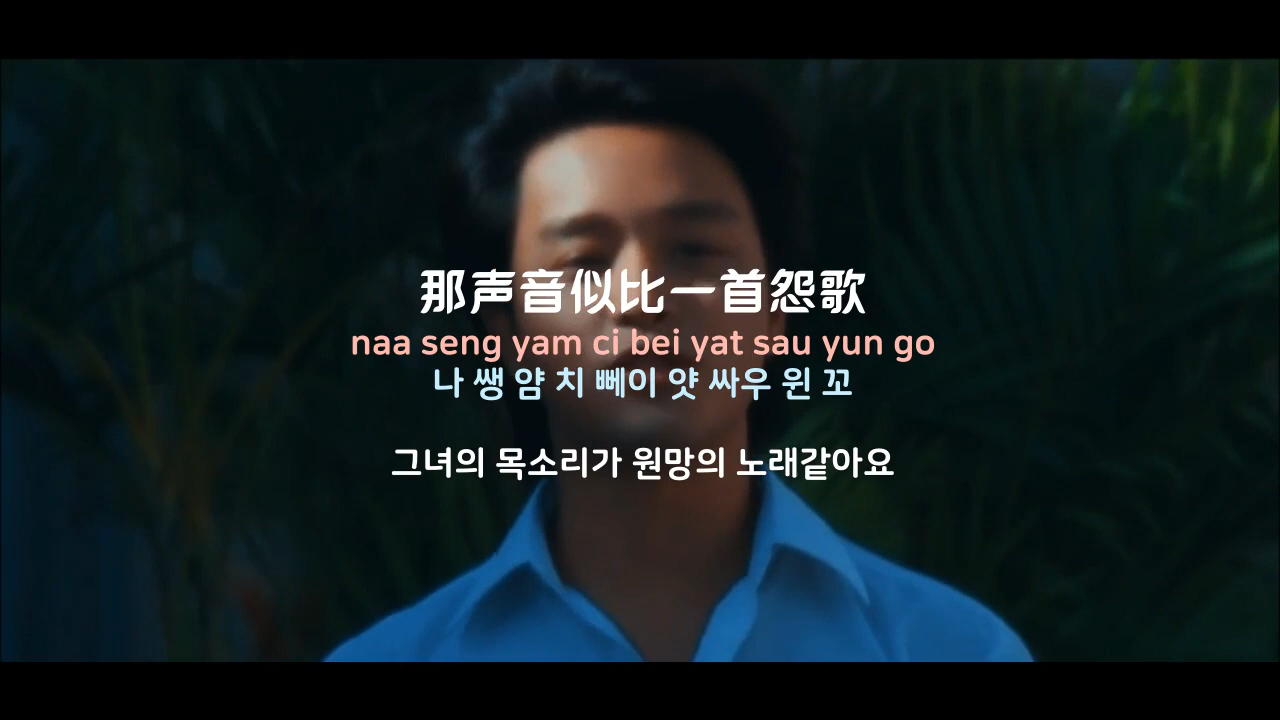 那声音似比一首怨歌
naa seng yam ci bei yat sau yun go
나 쌩 얌 치 뻬이 얏 싸우 윈 꼬
그녀의 목소리가 원망의 노래같아요